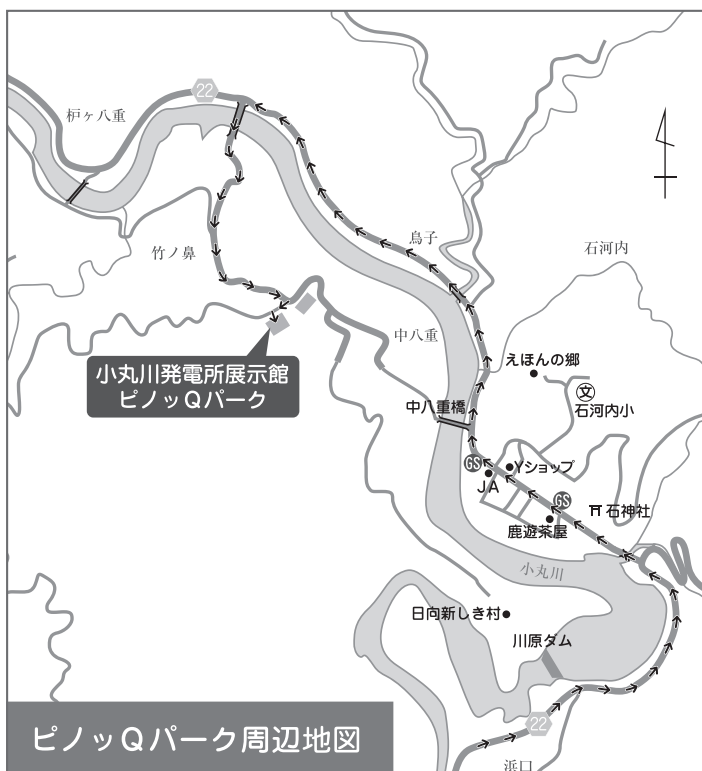 22
枦ヶ八重
鳥子
石河内
竹ノ鼻
中八重
えほんの郷
小丸川発電所展示館
ピノッQパーク
文
石河内小
中八重橋
GS
Yショップ
JA
GS
石神社
鹿遊茶屋
小丸川
日向新しき村
川原ダム
22
ピノッQパーク周辺地図
浜口